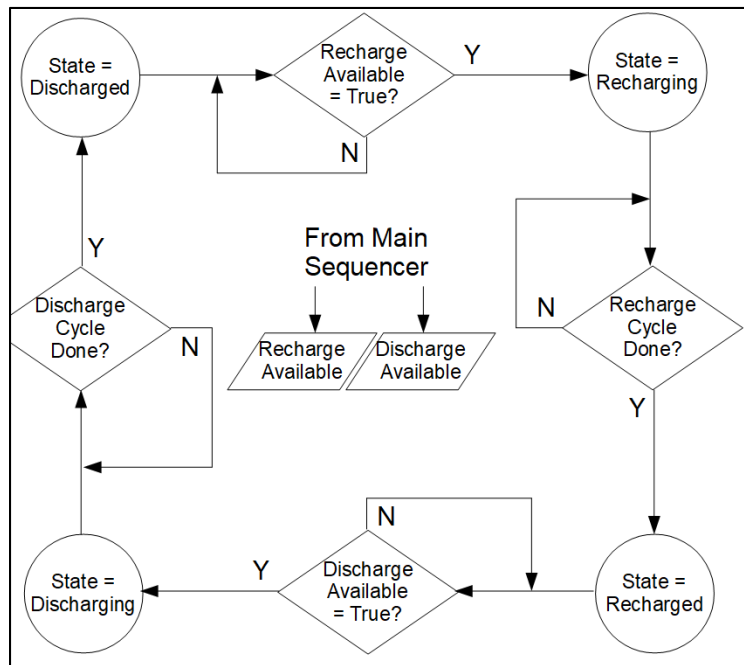 State =
Discharged
Recharge
Available
= True?
Y
N
State =
Recharging
From Main
Sequencer
Recharge
Available
Discharge
Available
Y
Discharge
Cycle
Done?
N
N
Recharge
Cycle
Done?
Y
N
State =
Discharging
Y
Discharge
Available
= True?
State =
Recharged